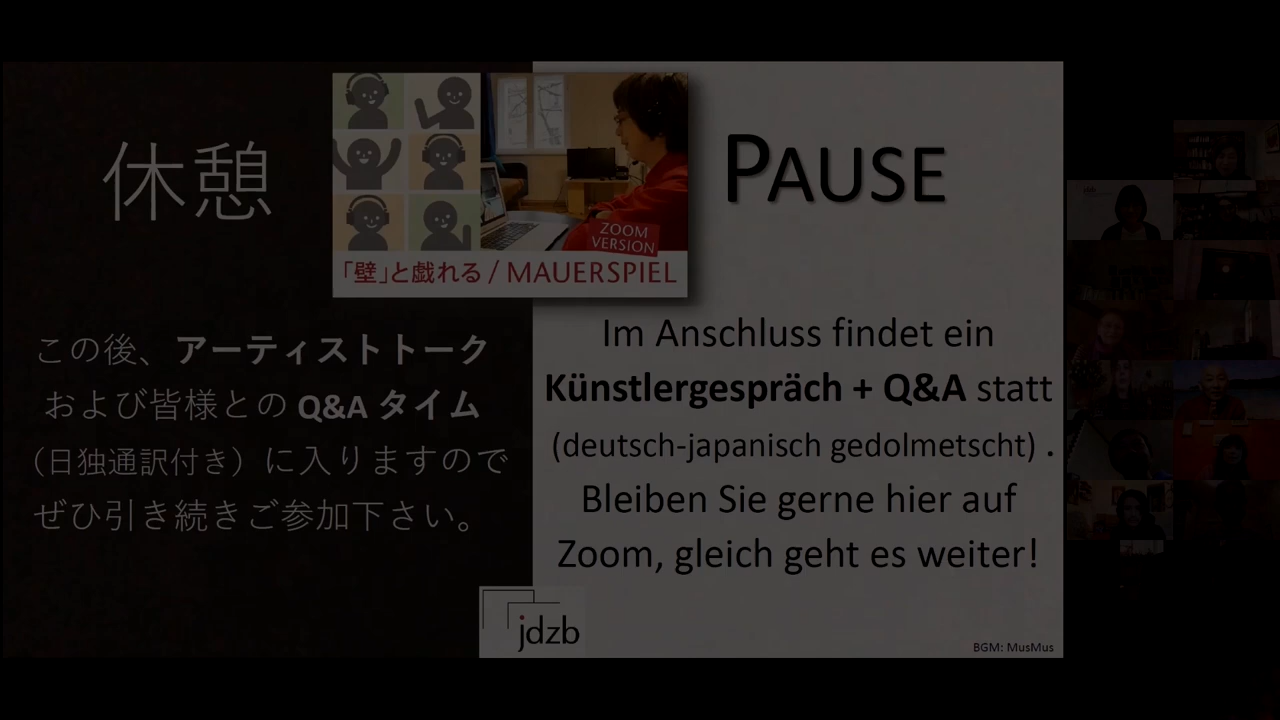 休憩
この後、アーティストトーク
および皆様との Q&A タイム
(日独通訳付き）に入りますので
ぜひ引き続きご参加下さい。
ZOOM
VERSION
「壁」と戯れる / MAUERSPIEL
PAUSE
Im Anschluss findet ein
Künstlergespräch + Q&A statt
(deutsch-japanisch gedolmetscht) .
Bleiben Sie gerne hier auf
Zoom, gleich geht es weiter!
jdzb
BGM: MusMus
jdzb